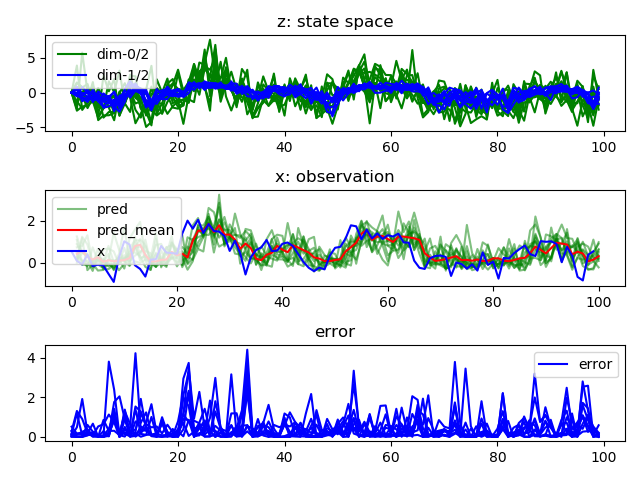 z: state space
5
0
−5
dim-0/2
dim-1/2
0 20 40 60 80 100
x: observation
2
0
pred
pred_mean
x
0 20 40 60 80 100
error
4
2
0
error
0 20 40 60 80 100